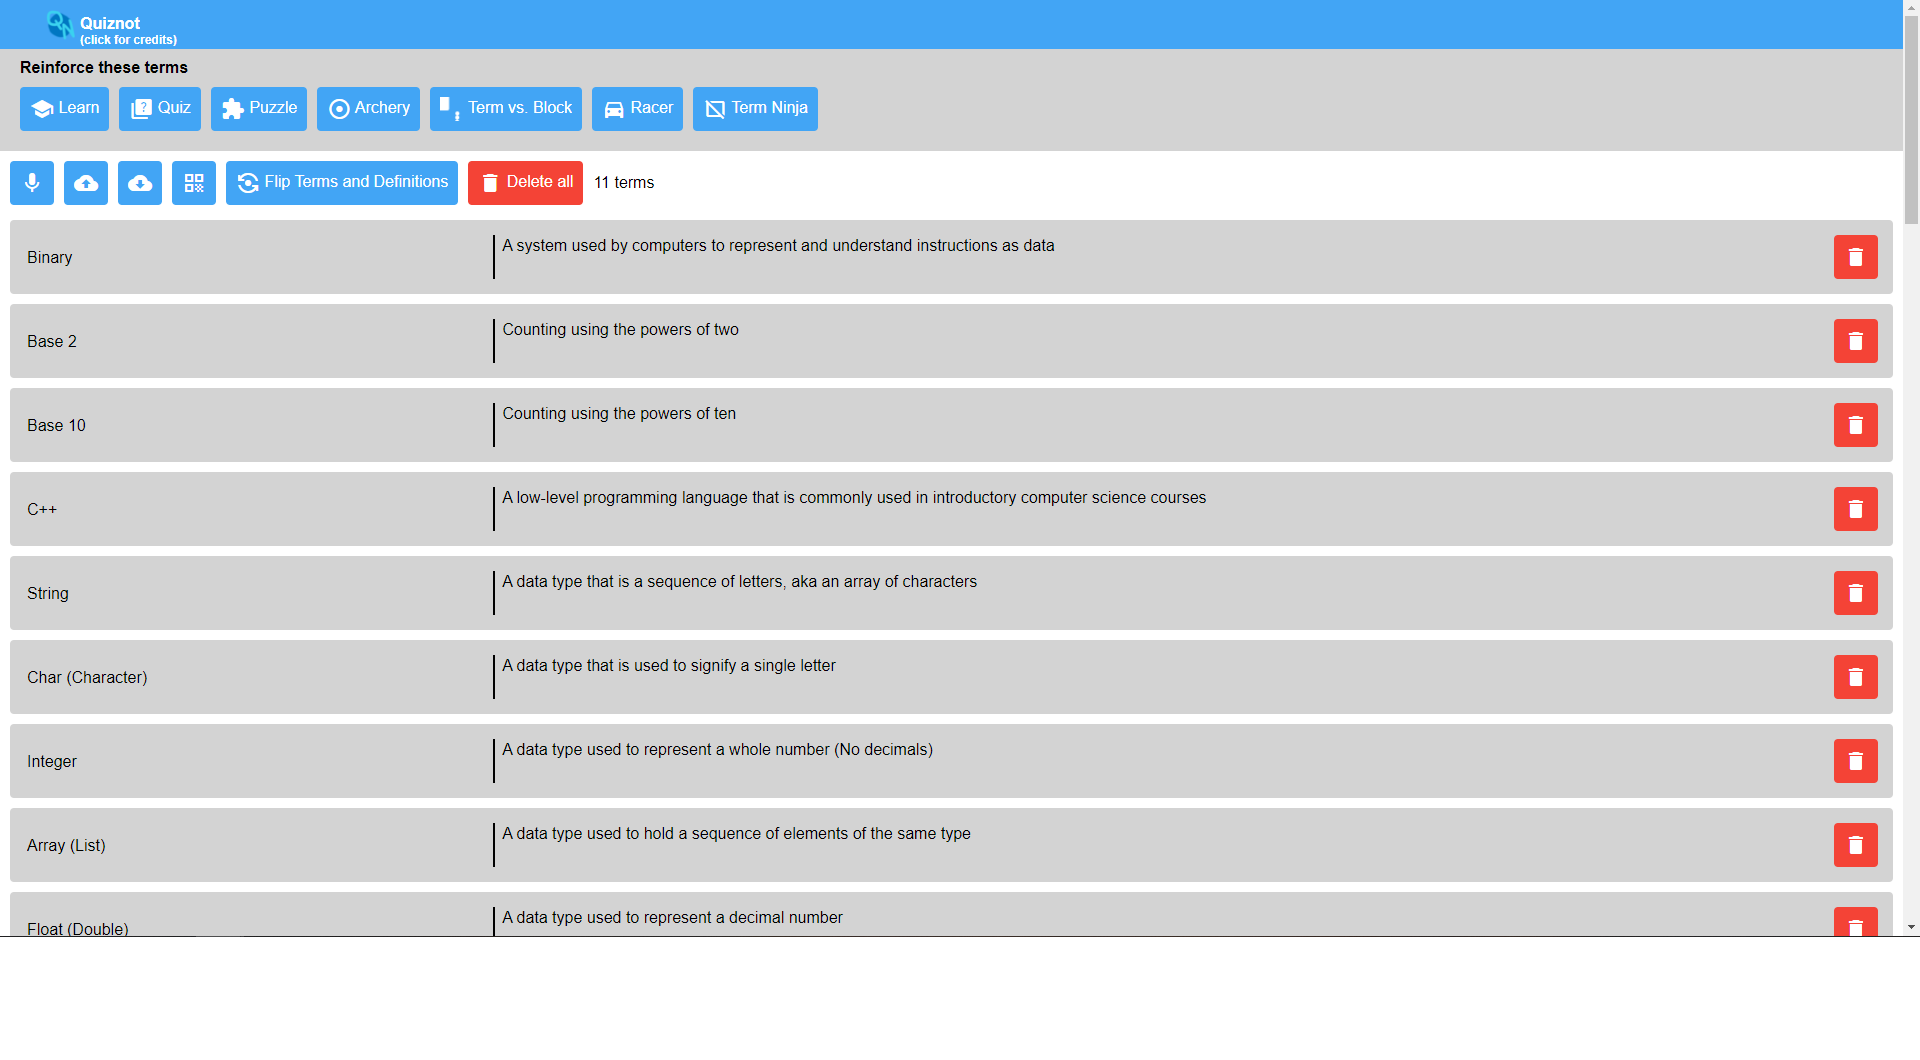 Quiznot
(click for credits)
Reinforce these terms
Learn Quiz Puzzle Archery Term vs. Block Racer Term Ninja
Flip Terms and Definitions Delete all 11 terms
Binary A system used by computers to represent and understand instructions as data
Base 2 Counting using the powers of two
Base 10 Counting using the powers of ten
C++ A low-level programming language that is commonly used in introductory computer science courses
String A data type that is a sequence of letters, aka an array of characters
Char (Character) A data type that is used to signify a single letter
Integer A data type used to represent a whole number (No decimals)
Array (List) A data type used to hold a sequence of elements of the same type
Float (Double) A data type used to represent a decimal number